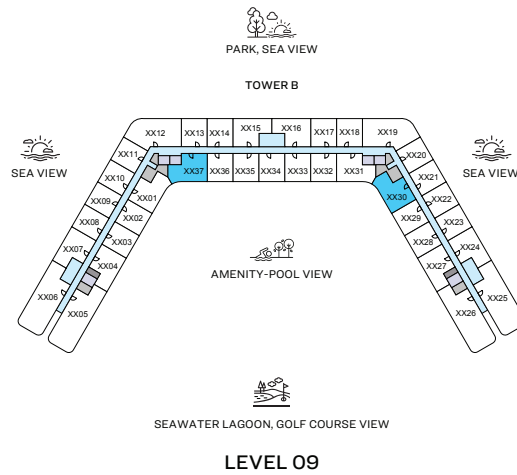 PARK, SEA VIEW
TOWER B
SEA VIEW
SEA VIEW
XX12
XX13
XX14
XX15
XX16
XX17
XX18
XX19
XX11
XX20
XX10
XX37
XX36
XX35
XX34
XX33
XX32
XX31
XX21
XX09
XX01
XX30
XX22
XX08
XX02
XX29
XX23
XX07
XX03
XX28
XX24
XX06
XX04
XX27
XX25
XX05
XX26
AMENITY-POOL VIEW
SEAWATER LAGOON, GOLF COURSE VIEW
LEVEL 09